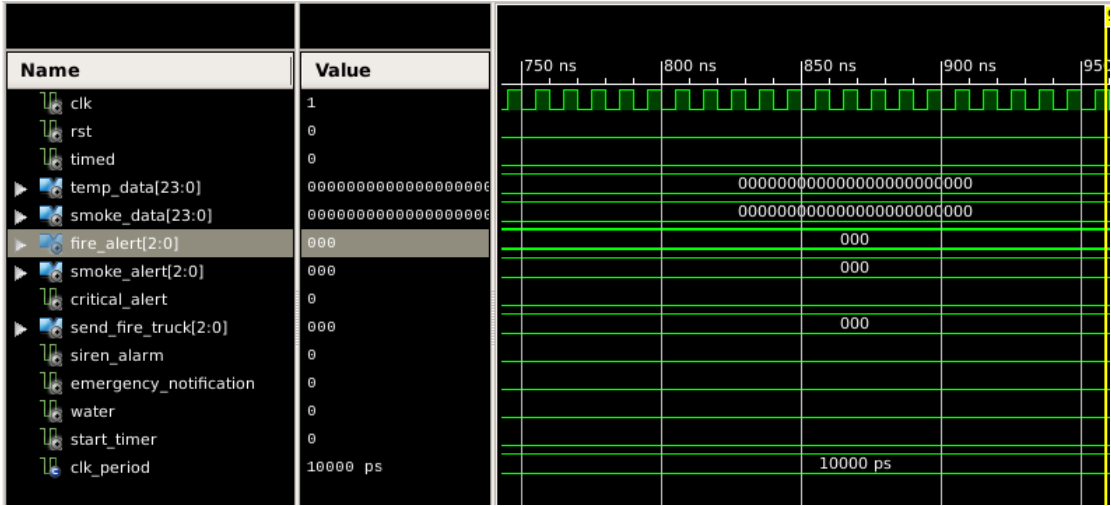 Name Value
750 ns 800 ns 850 ns 900 ns
clk 1
rst 0
timed 0
temp_data[23:0] 000000000000000000000000
smoke_data[23:0] 000000000000000000000000
fire_alert[2:0] 000 000
smoke_alert[2:0] 000 000
critical_alert 0
send_fire_truck[2:0] 000 000
siren_alarm 0
emergency_notification 0
water 0
start_timer 0
clk_period 10000 ps 10000 ps